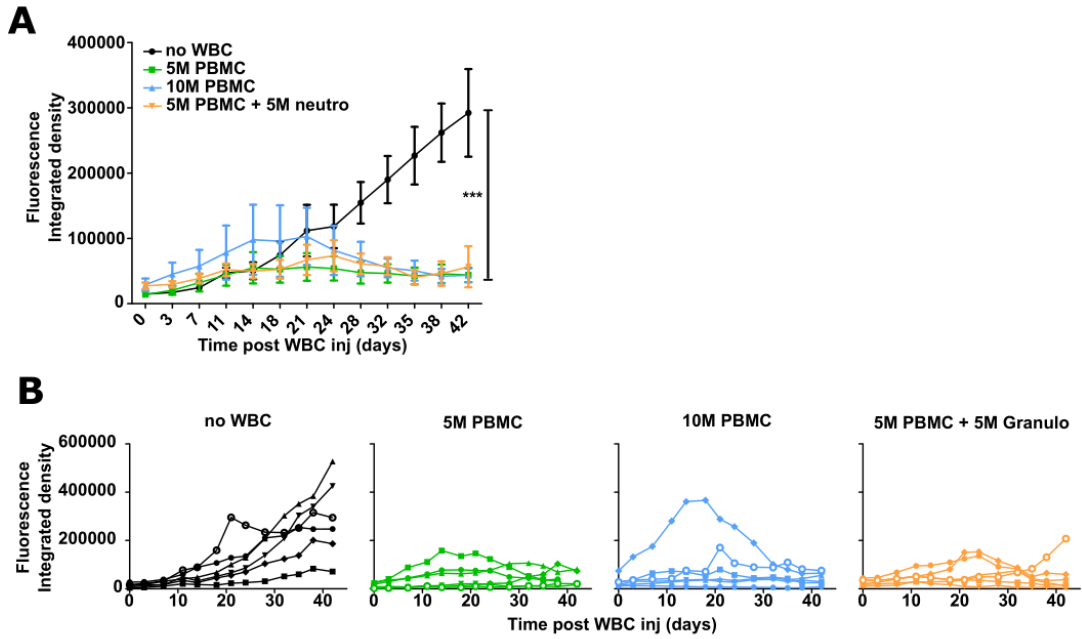 A
Fluorescence
Integrated density
400000
300000
200000
100000
0
no WBC
5M PBMC
10M PBMC
5M PBMC + 5M neutro
***
0 3 7 11 14 18 21 24 28 32 35 38 42
Time post WBC inj (days)
B
no WBC 5M PBMC 10M PBMC 5M PBMC + 5M Granulo
Fluorescence
Integrated density
600000
400000
200000
0
0 10 20 30 40 0 10 20 30 40 0 10 20 30 40 0 10 20 30 40
Time post WBC inj (days)